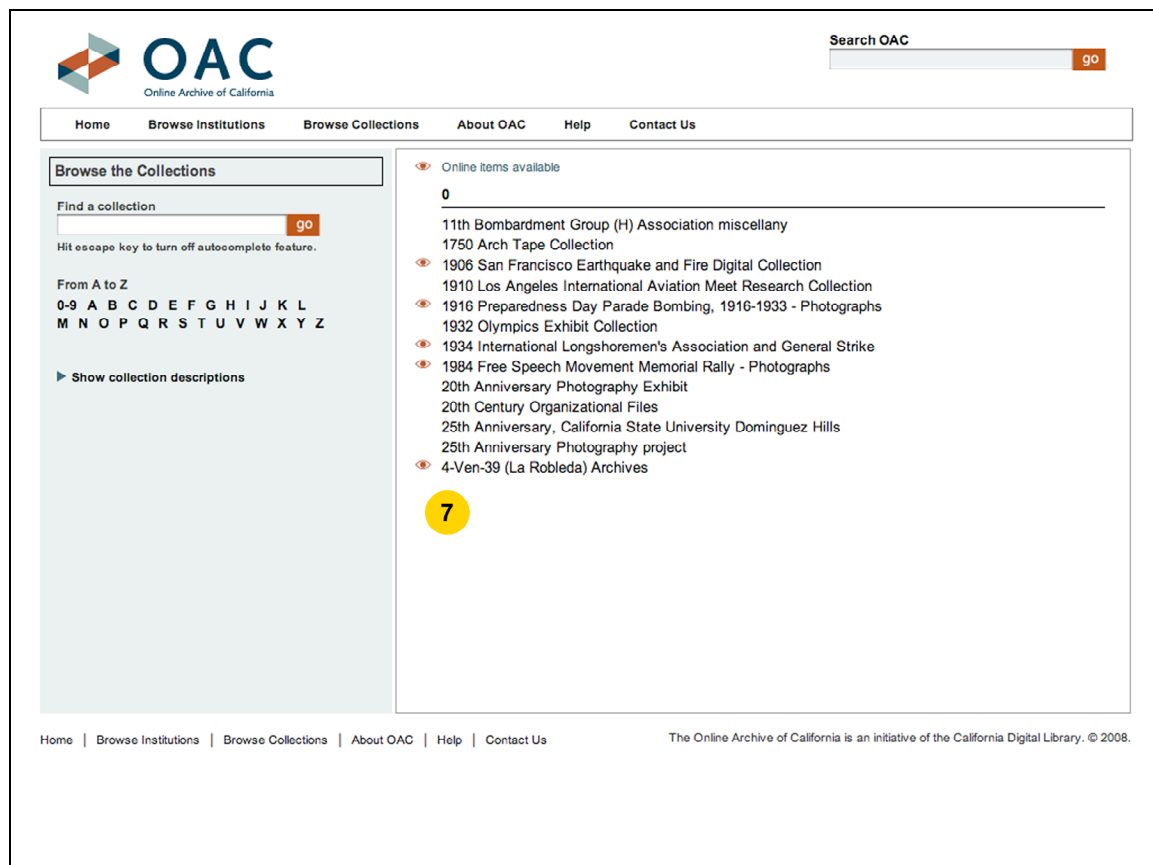 OAC
Online Archive of California
Search OAC
go
Home Browse Institutions Browse Collections About OAC Help Contact Us
Browse the Collections
Find a collection
go
Hit escape key to turn off autocomplete feature.
From A to Z
0-9 A B C D E F G H I J K L
M N O P Q R S T U V W X Y Z
Show collection descriptions
Online items available
0
11th Bombardment Group (H) Association miscellany
1750 Arch Tape Collection
1906 San Francisco Earthquake and Fire Digital Collection
1910 Los Angeles International Aviation Meet Research Collection
1916 Preparedness Day Parade Bombing, 1916-1933 - Photographs
1932 Olympics Exhibit Collection
1934 International Longshoremen's Association and General Strike
1984 Free Speech Movement Memorial Rally - Photographs
20th Anniversary Photography Exhibit
20th Century Organizational Files
25th Anniversary, California State University Dominguez Hills
25th Anniversary Photography project
4-Ven-39 (La Robleda) Archives
7
Home | Browse Institutions | Browse Collections | About OAC | Help | Contact Us
The Online Archive of California is an initiative of the California Digital Library. © 2008.